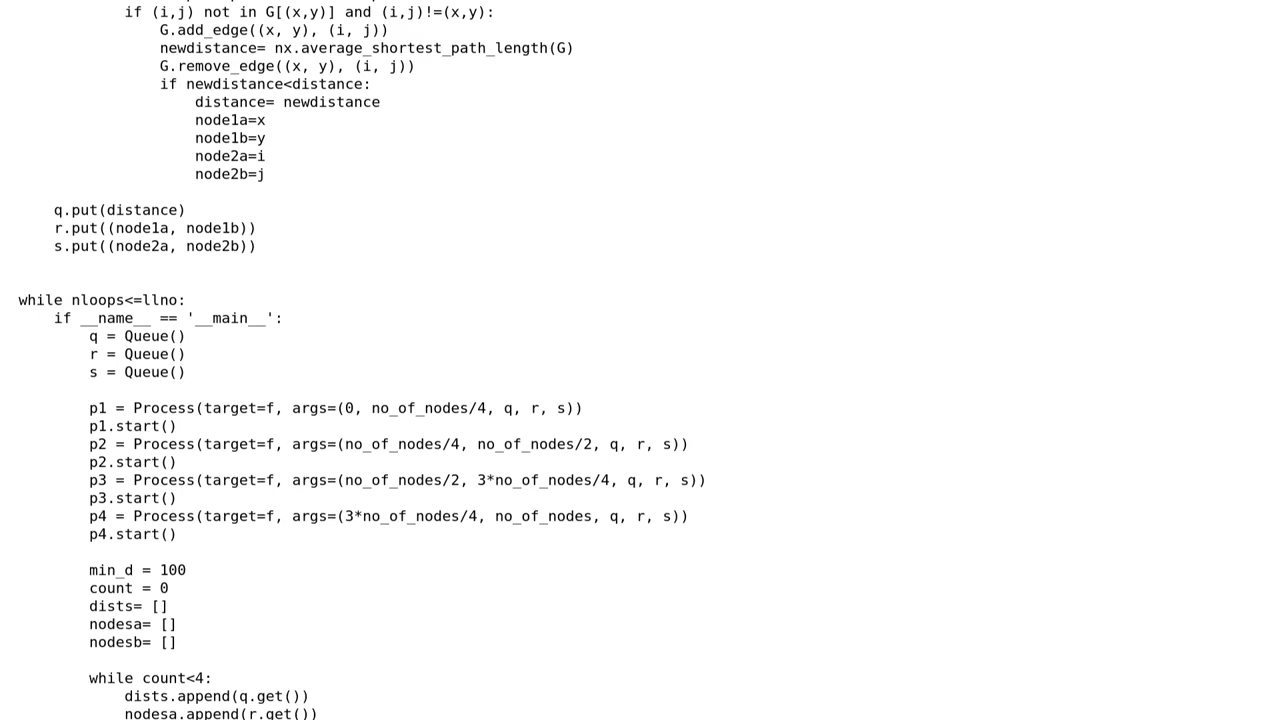 if (i,j) not in G[(x,y)] and (i,j)!=(x,y):
G.add_edge((x, y), (i, j))
newdistance= nx.average_shortest_path_length(G)
G.remove_edge((x, y), (i, j))
if newdistance<distance:
distance= newdistance
node1a=x
node1b=y
node2a=i
node2b=j
q.put(distance)
r.put((node1a, node1b))
s.put((node2a, node2b))
while nloops<=llno:
if __name__ == '__main__':
q = Queue()
r = Queue()
s = Queue()
p1 = Process(target=f, args=(0, no_of_nodes/4, q, r, s))
p1.start()
p2 = Process(target=f, args=(no_of_nodes/4, no_of_nodes/2, q, r, s))
p2.start()
p3 = Process(target=f, args=(no_of_nodes/2, 3*no_of_nodes/4, q, r, s))
p3.start()
p4 = Process(target=f, args=(3*no_of_nodes/4, no_of_nodes, q, r, s))
p4.start()
min_d = 100
count = 0
dists= []
nodesa= []
nodesb= []
while count<4:
dists.append(q.get())
nodesa.append(r.get())